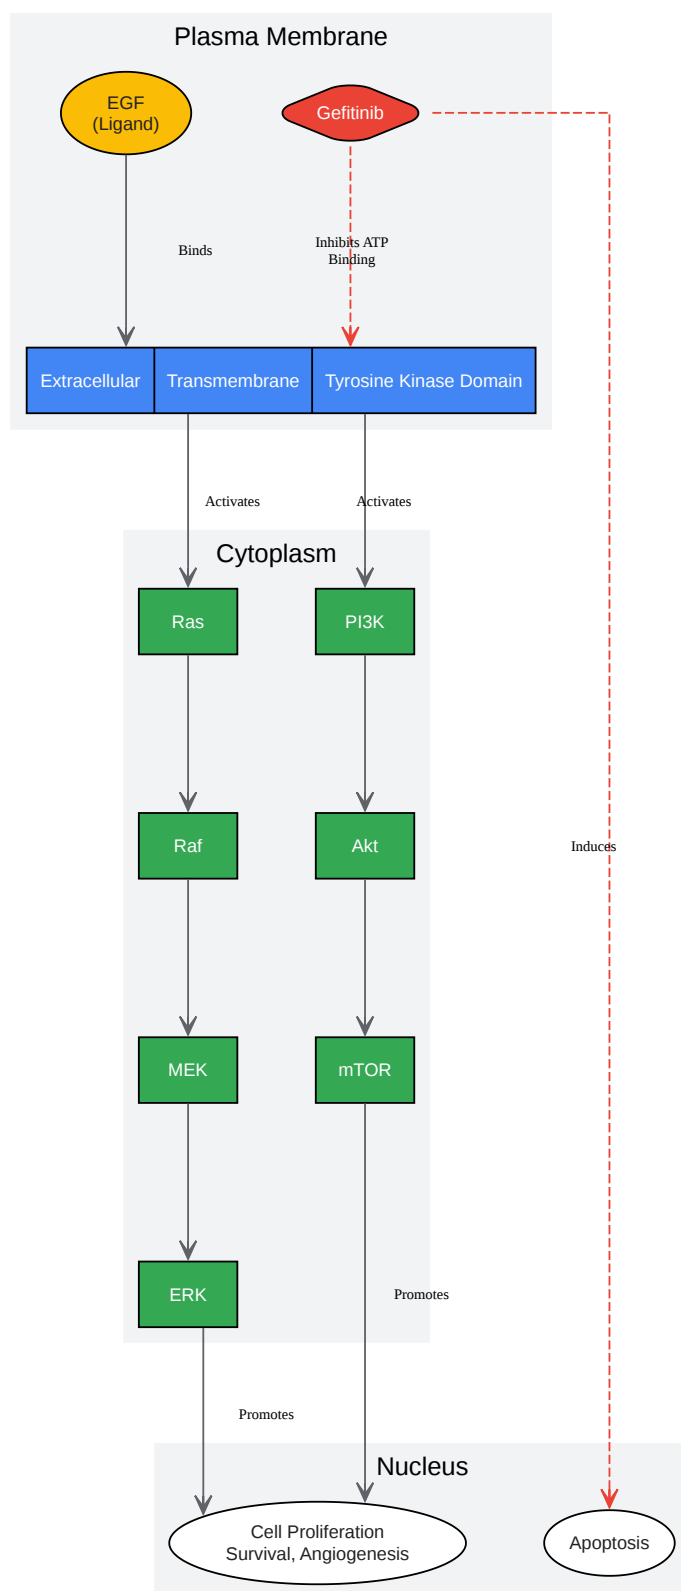 Plasma Membrane
EGF
(Ligand)
Gefitinib
Binds
Inhibits ATP
Binding
Extracellular
Transmembrane
Tyrosine Kinase Domain
Activates
Activates
Cytoplasm
Ras
PI3K
Raf
Akt
Induces
MEK
mTOR
ERK
Promotes
Promotes
Nucleus
Cell Proliferation
Survival, Angiogenesis
Apoptosis